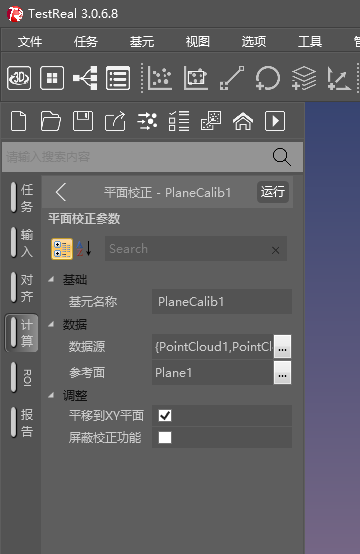 TestReal 3.0.6.8
文件 任务 基元 视图 选项 工具
3D
请输入搜索内容
任务
输入
对齐
计算
ROI
报告
平面校正 - PlaneCalib1 运行
平面校正参数
Search
基础
基元名称 PlaneCalib1
数据
数据源 {PointCloud1,PointCl ...
参考面 Plane1 ...
调整
平移到XY平面
屏蔽校正功能